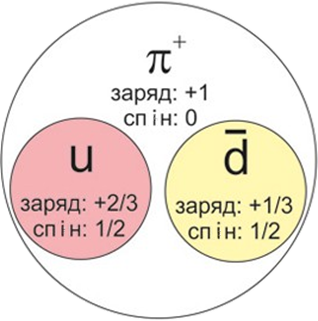 π⁺
заряд: +1
спін: 0
u
заряд: +2/3
спін: 1/2
d̄
заряд: +1/3
спін: 1/2